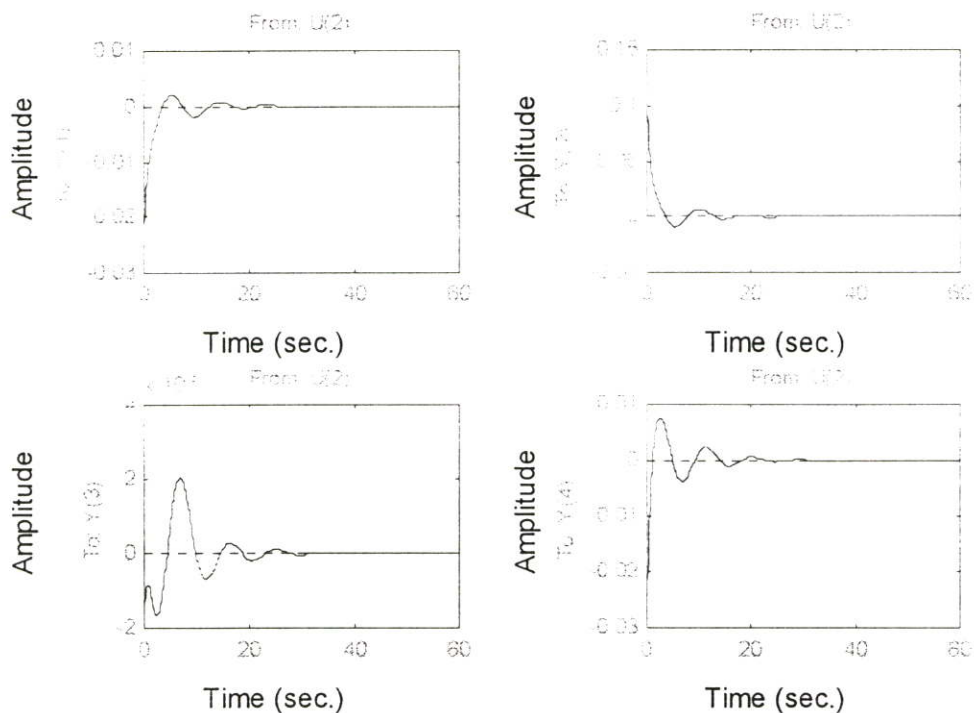 From: U(2)
0.01
0
0.01
0.02
-0.03
Amplitude
0 20 40 60
Time (sec.)
From: U(2)
0.15
0.1
Amplitude
0 20 40 60
Time (sec.)
From: U(2)
4
2
0
-2
Amplitude
To: Y(3)
0 20 40 60
Time (sec.)
From: U(2)
0.01
0
0.01
-0.02
-0.03
Amplitude
To: Y(4)
0 20 40 60
Time (sec.)